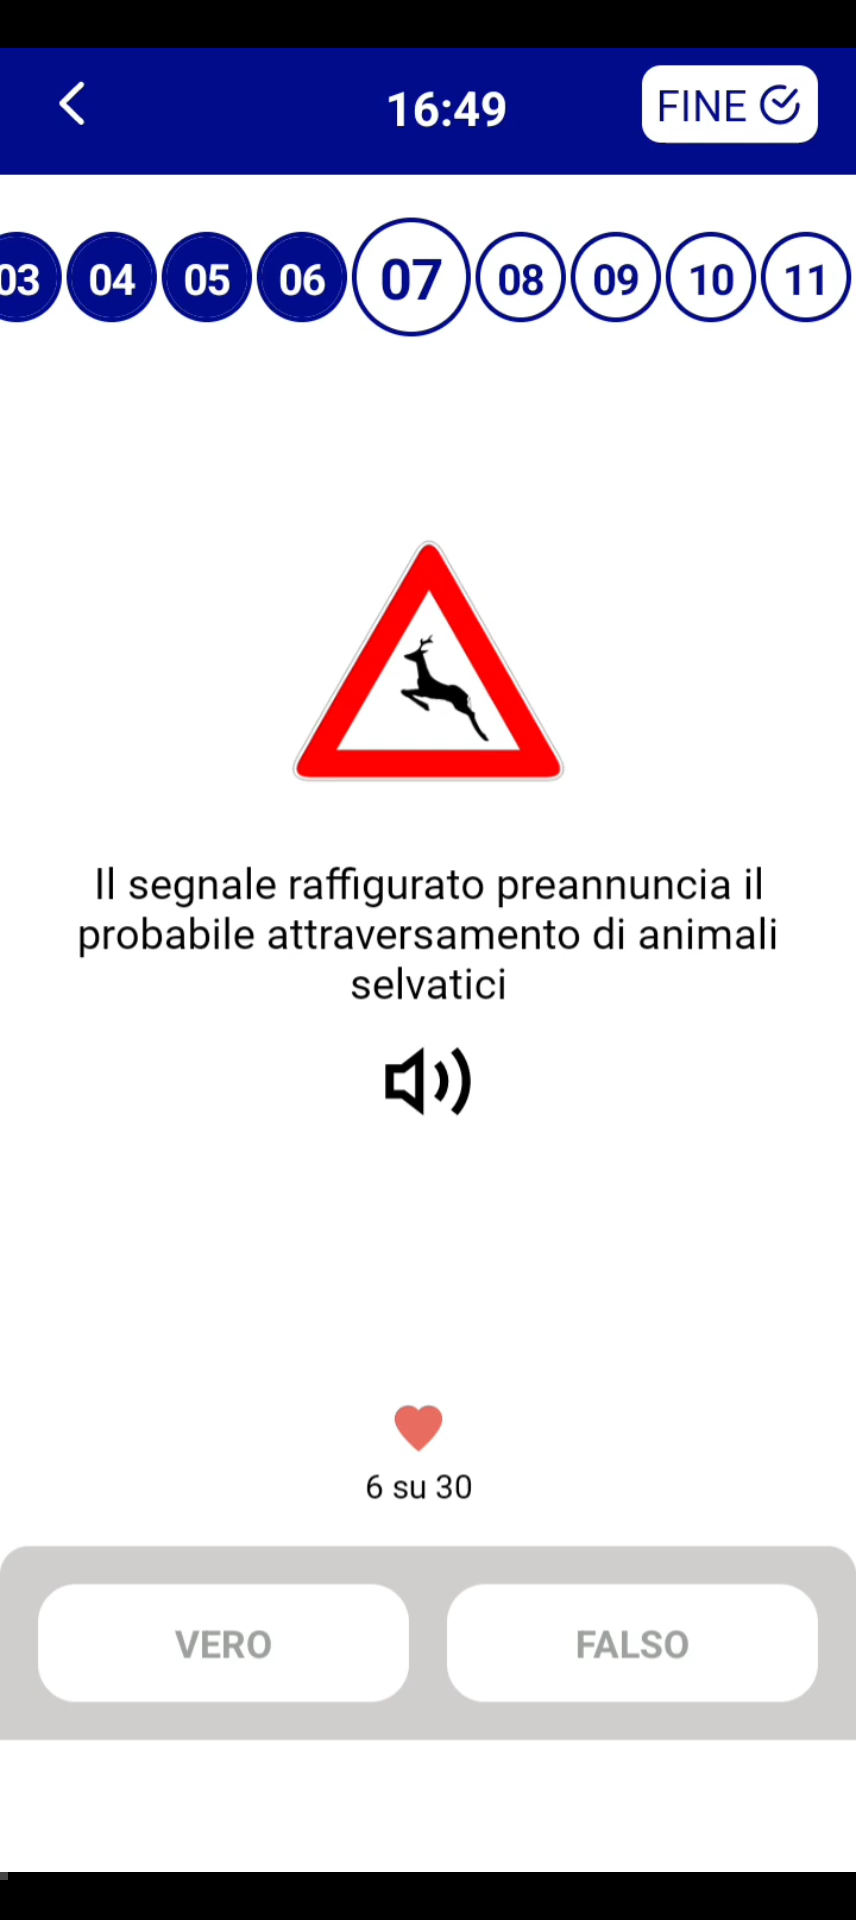 16:49
FINE
03 04 05 06 07 08 09 10 11
Il segnale raffigurato preannuncia il
probabile attraversamento di animali
selvatici
6 su 30
VERO
FALSO